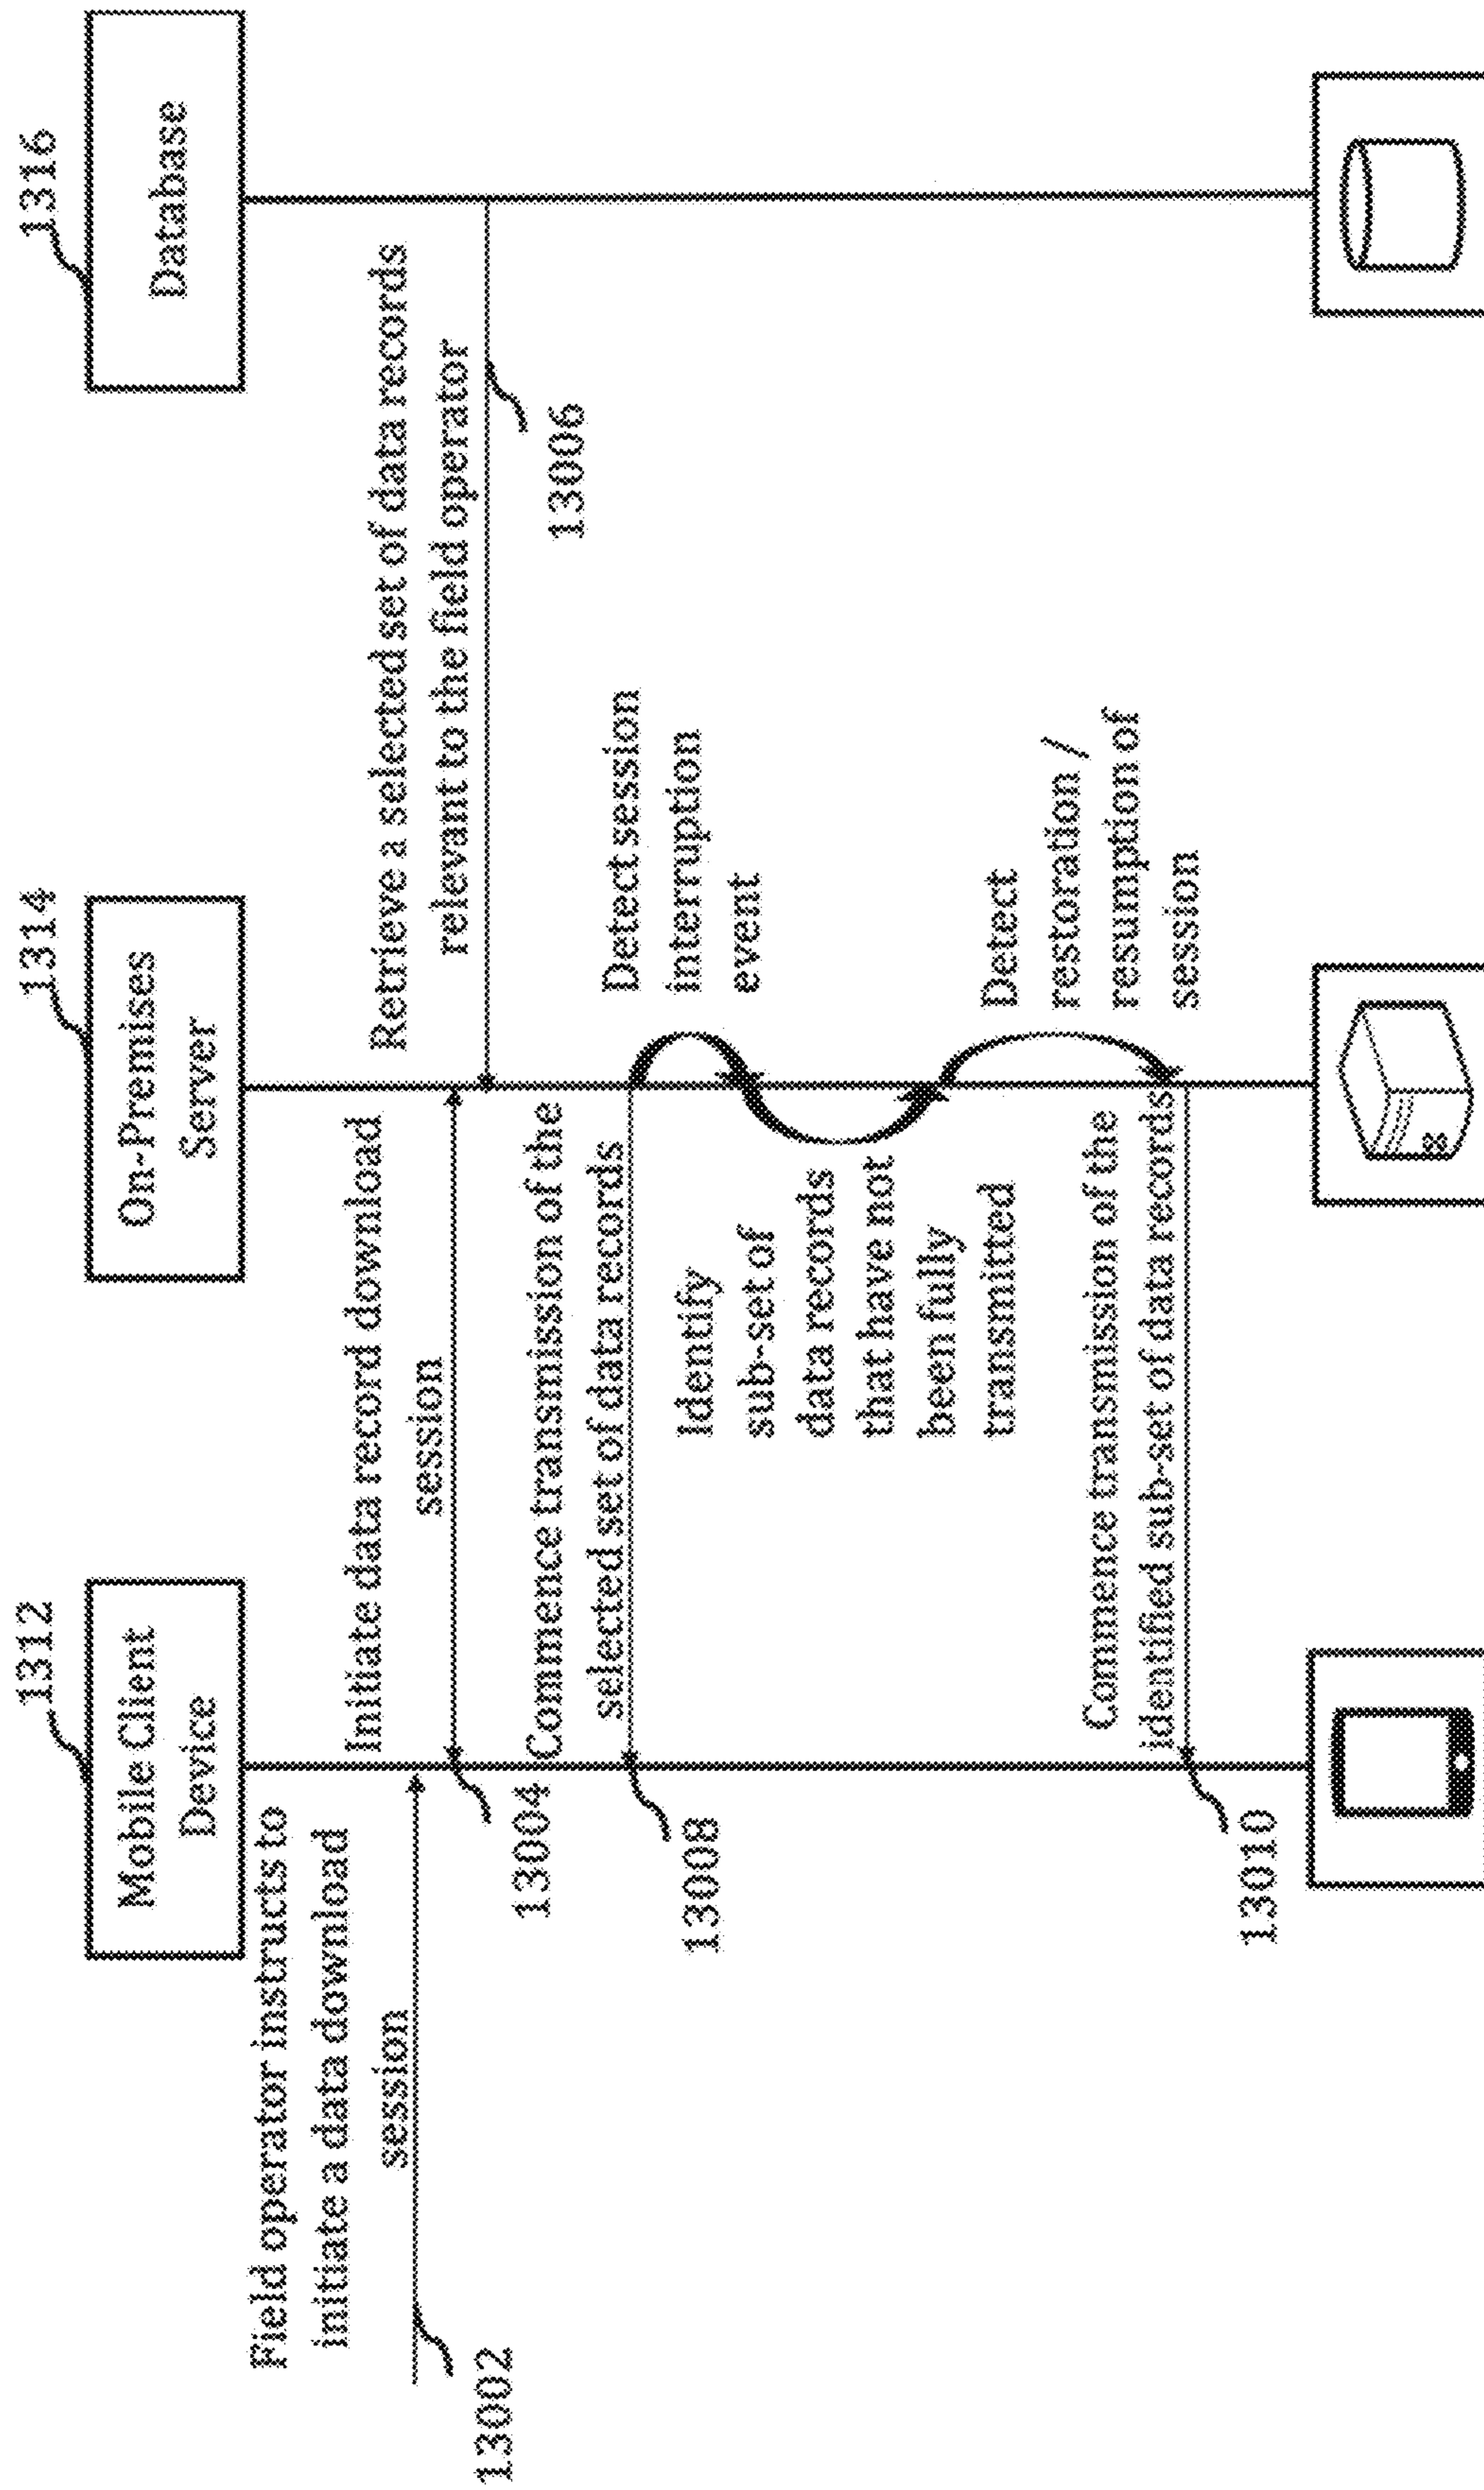 1312
1314
1316
Mobile Client
Device
On-Premises
Server
Database
Field operator instructs to
initiate a data download
session
13002
Initiate data record download
session
13004
Retrieve a selected set of data records
relevant to the field operator
13006
Commence transmission of the
selected set of data records
13008
Detect session
interruption
event
Identify
sub-set of
data records
that have not
been fully
transmitted
Detect
restoration /
resumption of
session
Commence transmission of the
identified sub-set of data records
13010